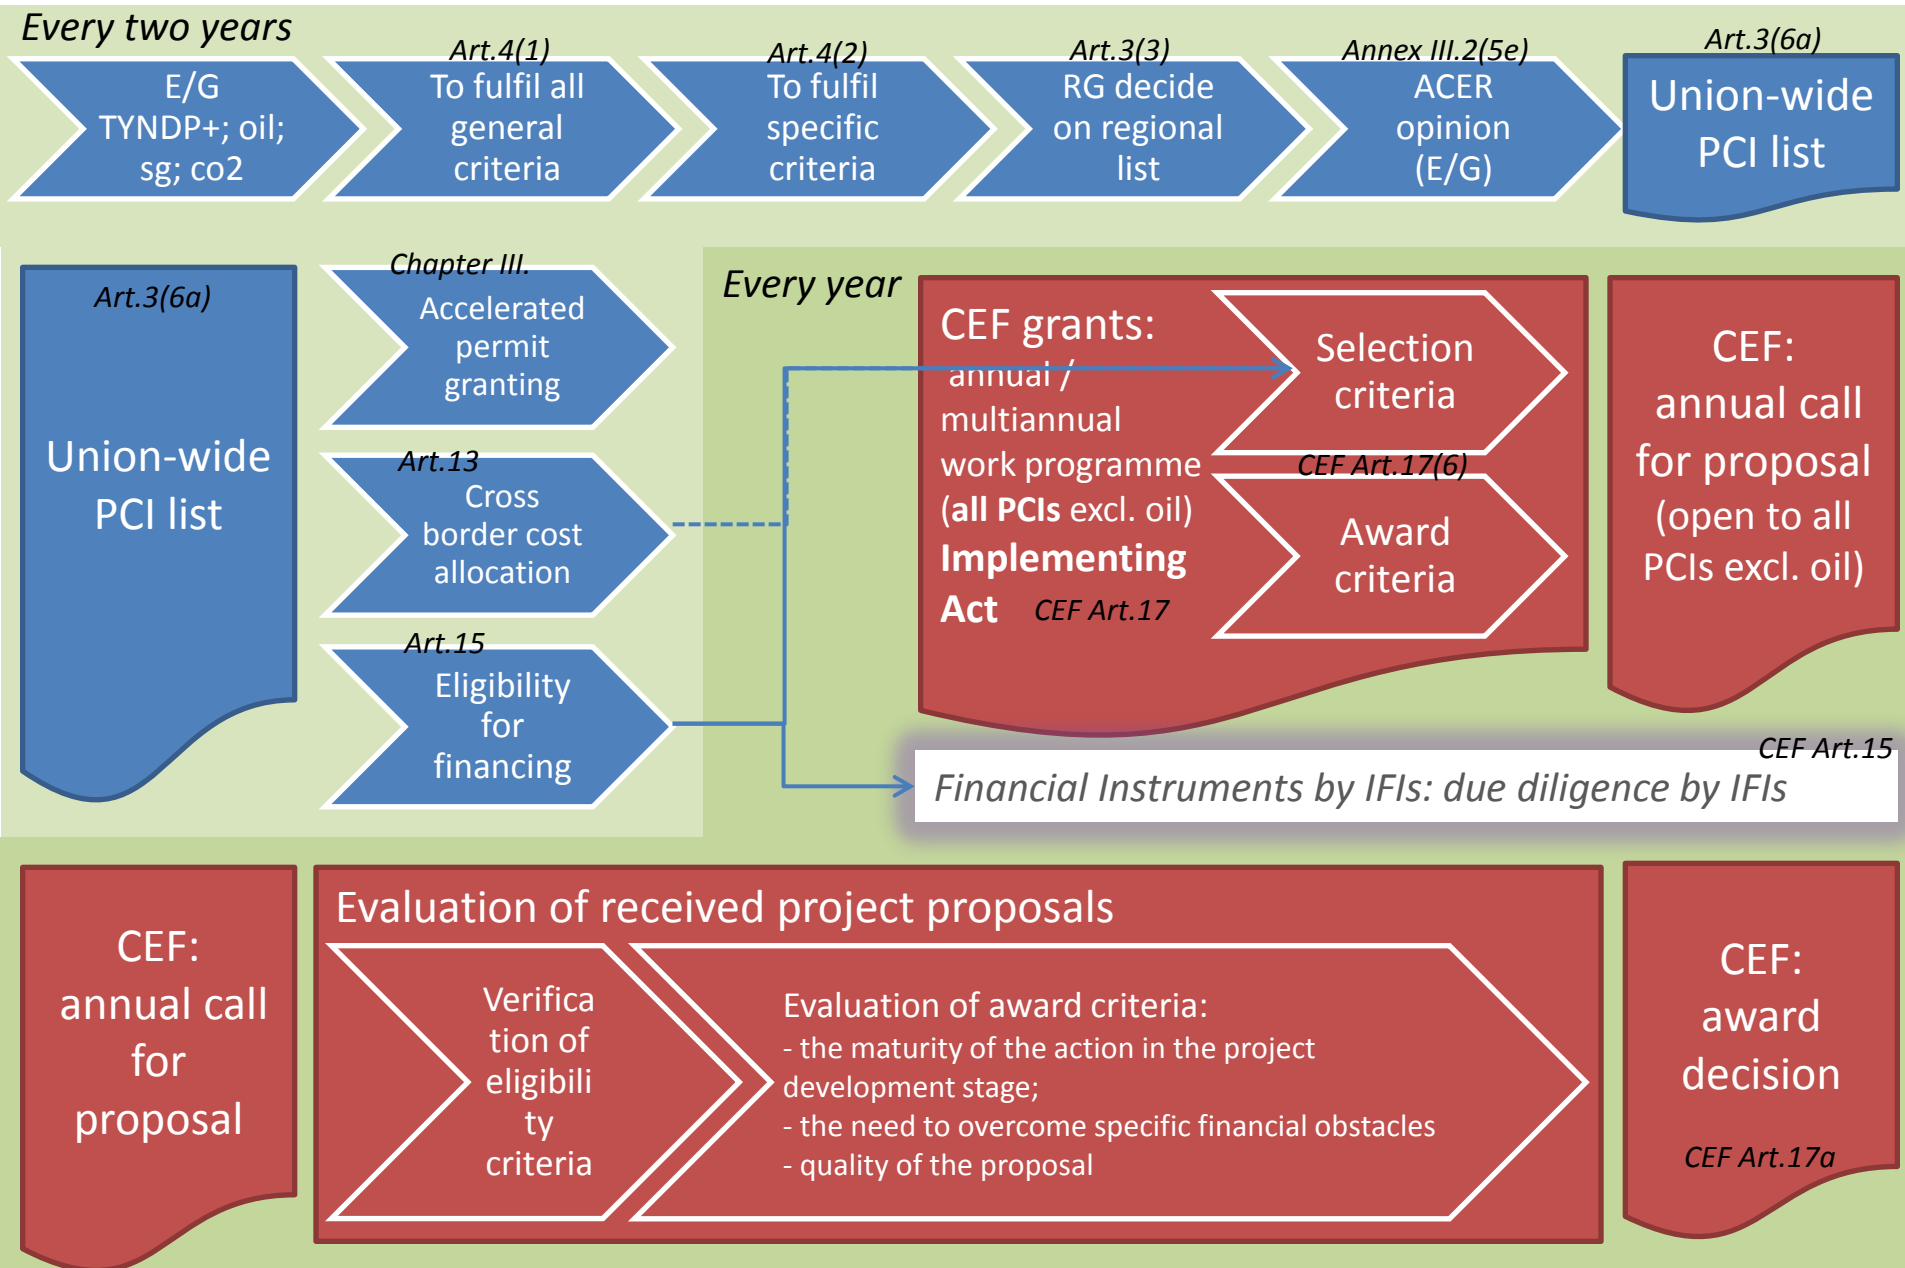 Every two years
E/G
TYNDP+; oil;
sg; co2
Art.4(1)
To fulfil all
general
criteria
Art.4(2)
To fulfil
specific
criteria
Art.3(3)
RG decide
on regional
list
Annex III.2(5e)
ACER
opinion
(E/G)
Art.3(6a)
Union-wide
PCI list
Art.3(6a)
Union-wide
PCI list
Chapter III.
Accelerated
permit
granting
Art.13
Cross
border cost
allocation
Art.15
Eligibility
for
financing
Every year
CEF grants:
annual /
multiannual
work programme
(all PCIs excl. oil)
Implementing
Act CEF Art.17
Selection
criteria
CEF Art.17(6)
Award
criteria
CEF:
annual call
for proposal
(open to all
PCIs excl. oil)
CEF Art.15
Financial Instruments by IFIs: due diligence by IFIs
CEF:
annual call
for
proposal
Evaluation of received project proposals
Verifica
tion of
eligibili
ty
criteria
Evaluation of award criteria:
- the maturity of the action in the project
development stage;
- the need to overcome specific financial obstacles
- quality of the proposal
CEF:
award
decision
CEF Art.17a